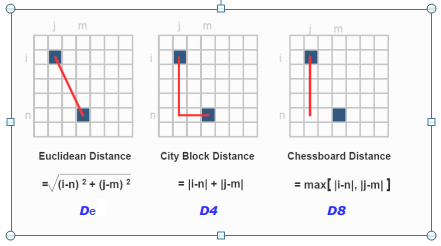 j m j m j m
i i i
n n n
Euclidean Distance City Block Distance Chessboard Distance
=√(i-n) 2 + (j-m) 2 = |i-n| + |j-m| = max[ |i-n|, |j-m| ]
De D4 D8